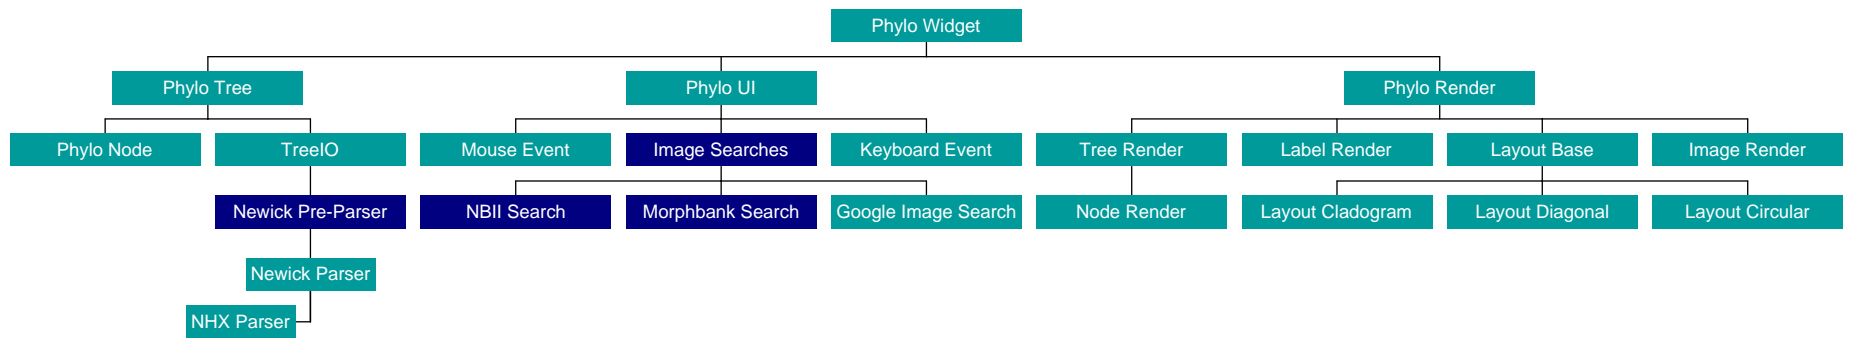 Phylo Widget
Phylo Tree
Phylo UI
Phylo Render
Phylo Node
TreeIO
Mouse Event
Image Searches
Keyboard Event
Tree Render
Label Render
Layout Base
Image Render
Newick Pre-Parser
NBII Search
Morphbank Search
Google Image Search
Node Render
Layout Cladogram
Layout Diagonal
Layout Circular
Newick Parser
NHX Parser